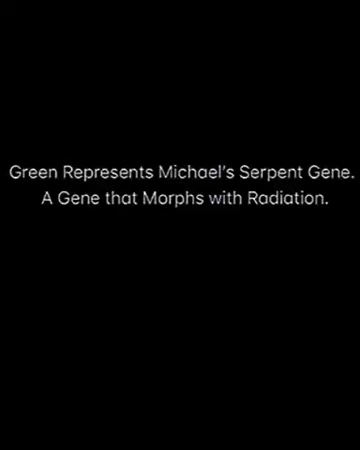 Green Represents Michael's Serpent Gene.
A Gene that Morphs with Radiation.